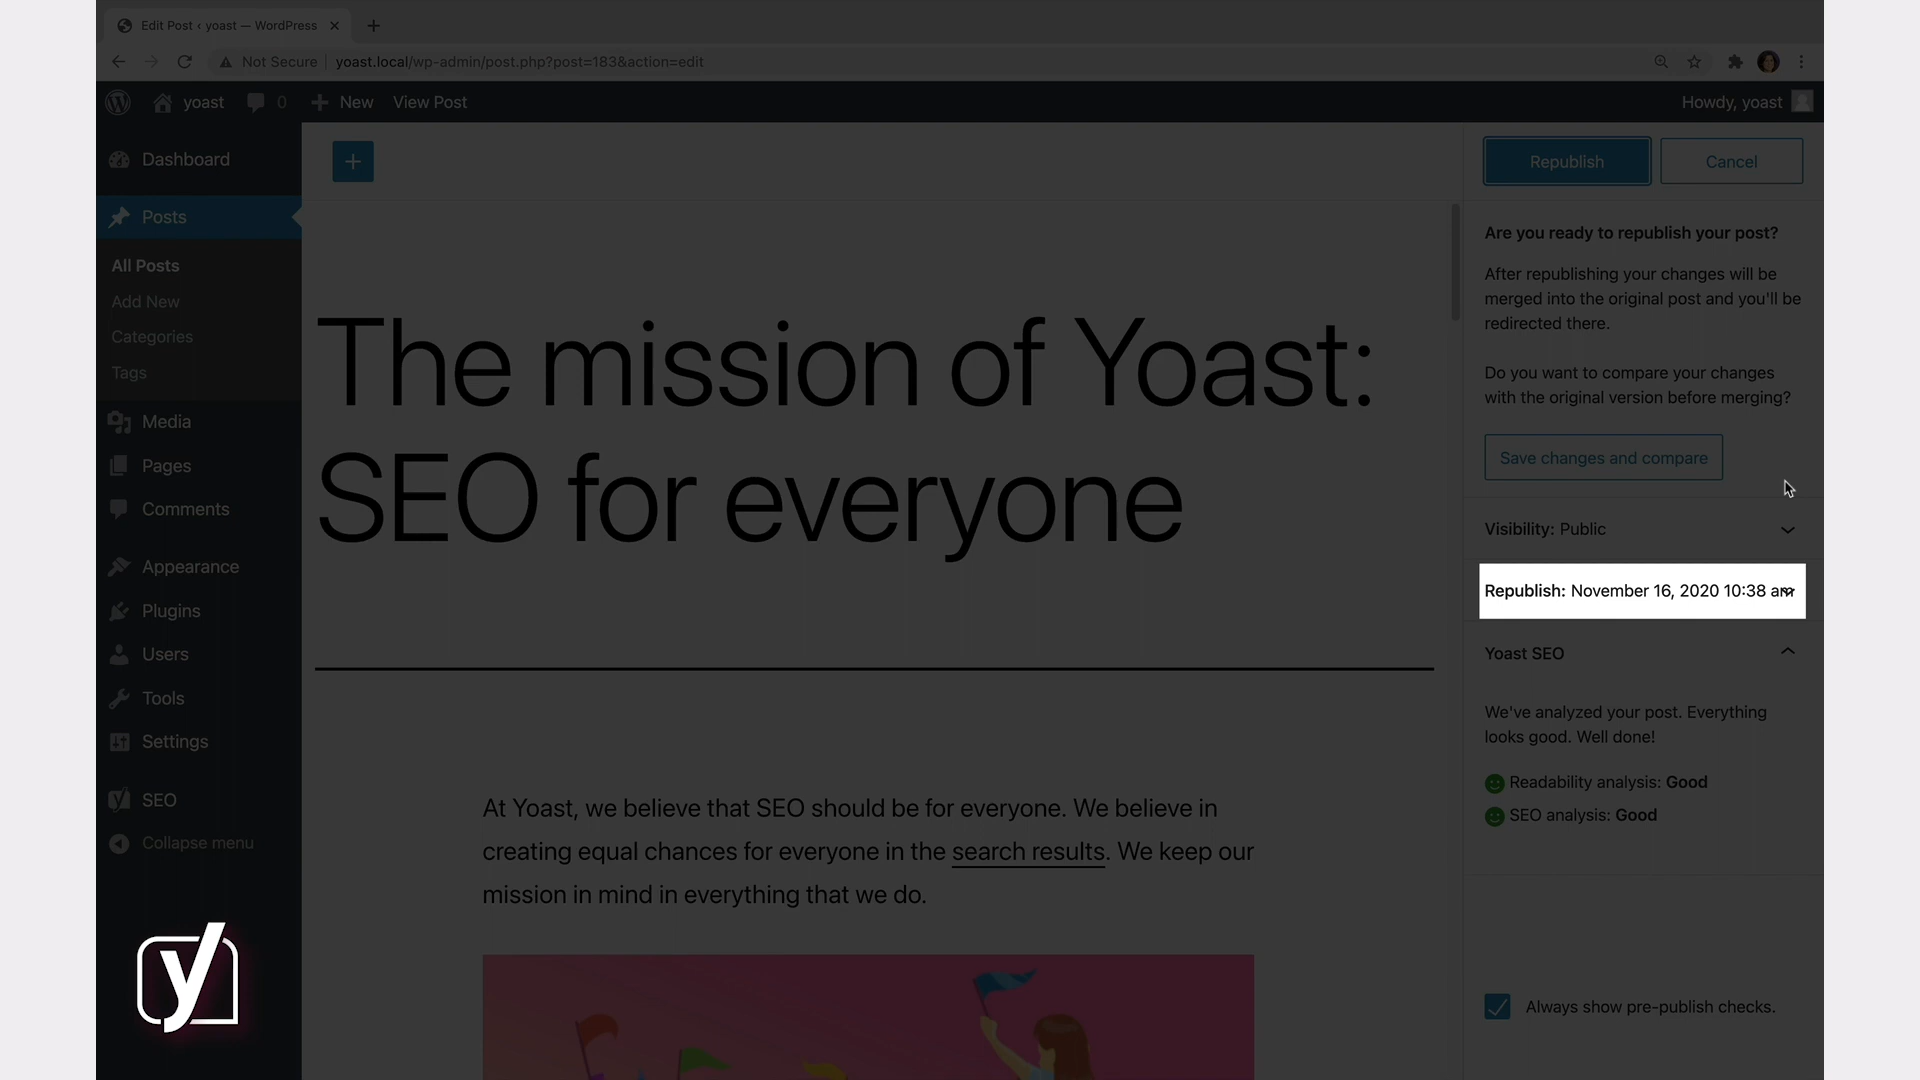 Edit Post ‹ yoast — WordPress
Not Secure
yoast.local/wp-admin/post.php?post=183&action=edit
yoast
0
New
View Post
Howdy, yoast
Dashboard
Posts
All Posts
Add New
Categories
Tags
Media
Pages
Comments
Appearance
Plugins
Users
Tools
Settings
SEO
Collapse menu
y
The mission of Yoast:
SEO for everyone
At Yoast, we believe that SEO should be for everyone. We believe in
creating equal chances for everyone in the search results. We keep our
mission in mind in everything that we do.
Republish
Cancel
Are you ready to republish your post?
After republishing your changes will be
merged into the original post and you'll be
redirected there.
Do you want to compare your changes
with the original version before merging?
Save changes and compare
Visibility: Public
Republish: November 16, 2020 10:38 am
Yoast SEO
We've analyzed your post. Everything
looks good. Well done!
Readability analysis: Good
SEO analysis: Good
Always show pre-publish checks.